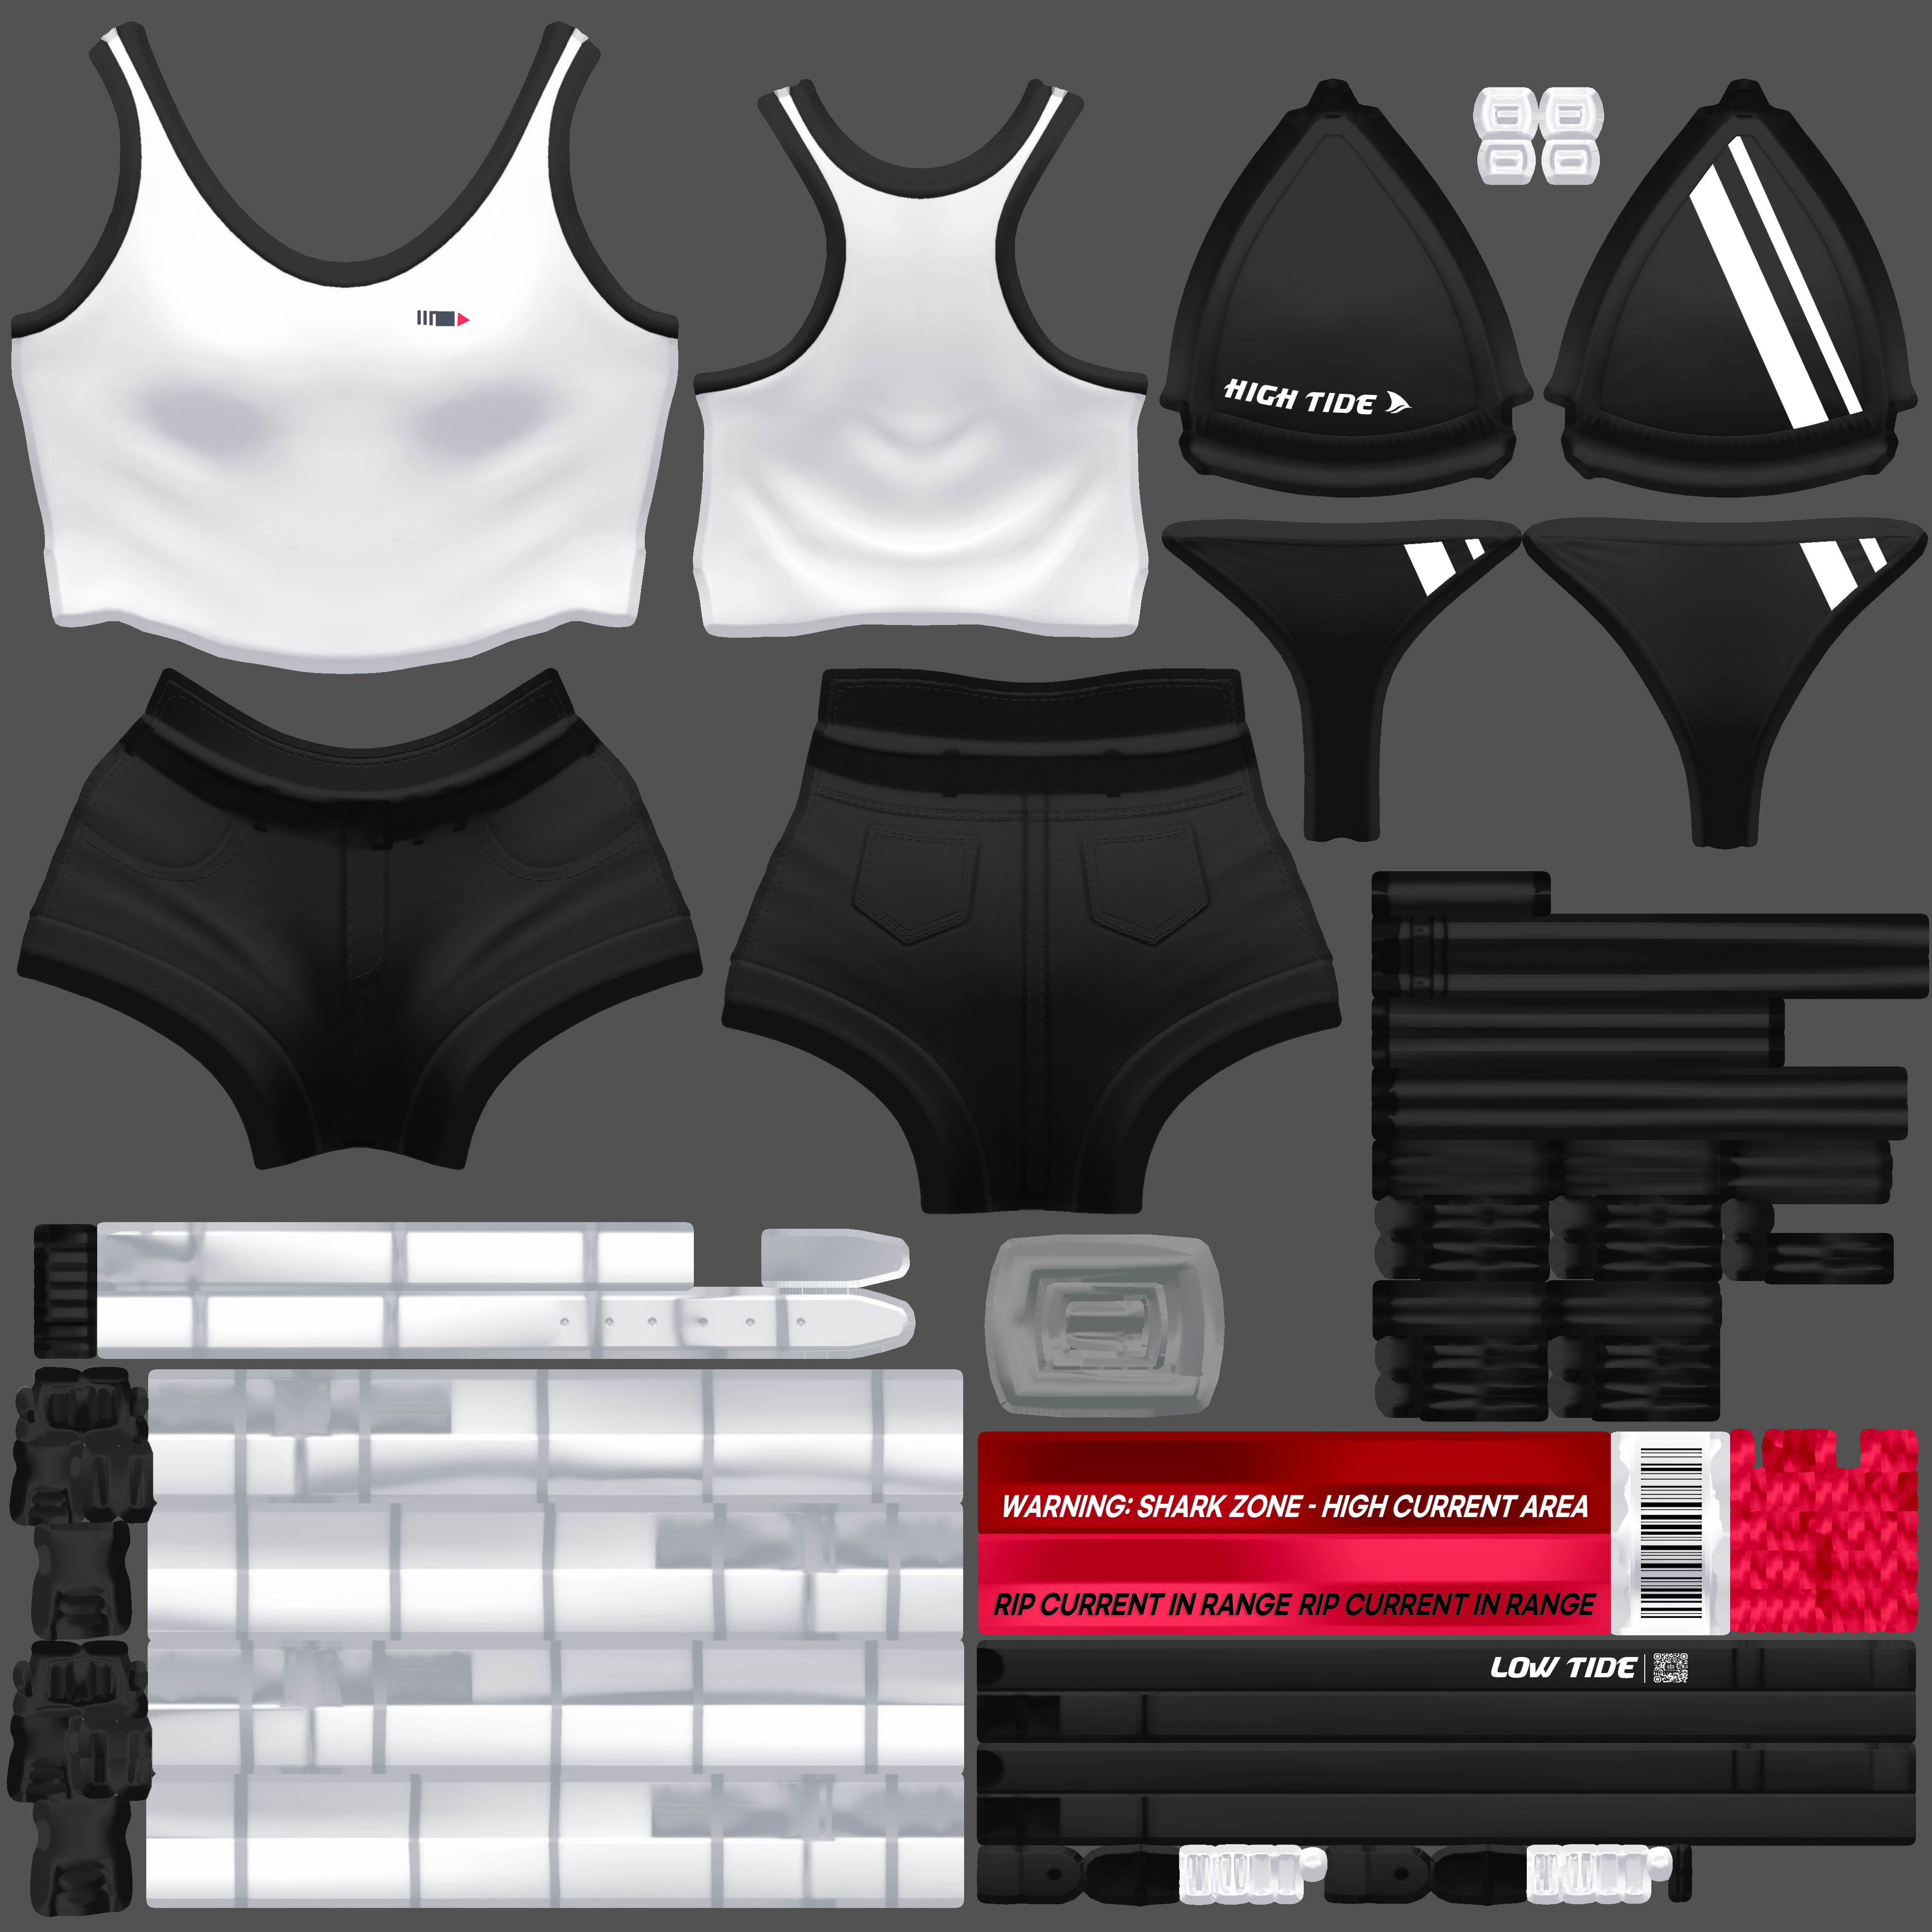 HIGH TIDE
WARNING: SHARK ZONE - HIGH CURRENT AREA
RIP CURRENT IN RANGE RIP CURRENT IN RANGE
LOW TIDE